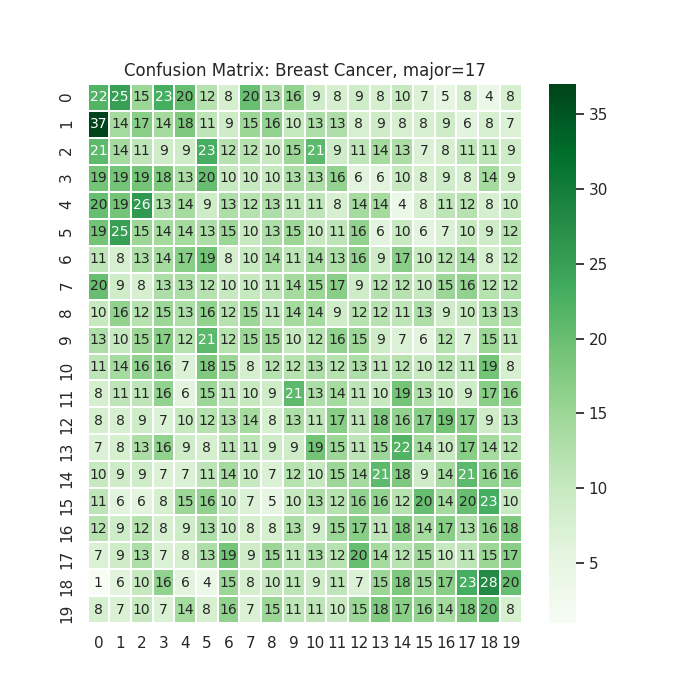 Confusion Matrix: Breast Cancer, major=17
0 22 25 15 23 20 12 8 20 13 16 9 8 9 8 10 7 5 8 4 8
1 37 14 17 14 18 11 9 15 16 10 13 13 8 9 8 8 9 6 8 7
2 21 14 11 9 9 23 12 12 10 15 21 9 11 14 13 7 8 11 11 9
3 19 19 19 18 13 20 10 10 10 13 13 16 6 6 10 8 9 8 14 9
4 20 19 26 13 14 9 13 12 13 11 11 8 14 14 4 8 11 12 8 10
5 19 25 15 14 14 13 15 10 13 15 10 11 16 6 10 6 7 10 9 12
6 11 8 13 14 17 19 8 10 14 11 14 13 16 9 17 10 12 14 8 12
7 20 9 8 13 13 12 10 10 11 14 15 17 9 12 12 10 15 16 12 12
8 10 16 12 15 13 16 12 15 11 14 14 9 12 12 11 13 9 10 13 13
9 13 10 15 17 12 21 12 15 15 10 12 16 15 9 7 6 12 7 15 11
10 11 14 16 16 7 18 15 8 12 12 13 12 13 11 12 10 12 11 19 8
11 8 11 11 16 6 15 11 10 9 21 13 14 11 10 19 13 10 9 17 16
12 8 8 9 7 10 12 13 14 8 13 11 17 11 18 16 17 19 17 9 13
13 7 8 13 16 9 8 11 11 9 9 19 15 11 15 22 14 10 17 14 12
14 10 9 9 7 7 11 14 10 7 12 10 15 14 21 18 9 14 21 16 16
15 11 6 6 8 15 16 10 7 5 10 13 12 16 16 12 20 14 20 23 10
16 12 9 12 8 9 13 10 8 8 13 9 15 17 11 18 14 17 13 16 18
17 7 9 13 7 8 13 19 9 15 11 13 12 20 14 12 15 10 11 15 17
18 1 6 10 16 6 4 15 8 10 11 9 11 7 15 18 15 17 23 28 20
19 8 7 10 7 14 8 16 7 15 11 11 10 15 18 17 16 14 18 20 8
0 1 2 3 4 5 6 7 8 9 10 11 12 13 14 15 16 17 18 19
35
30
25
20
15
10
5